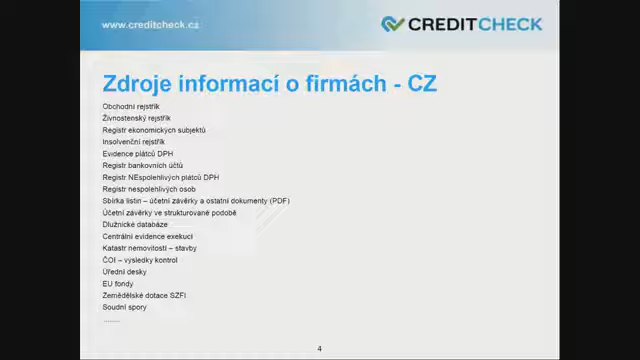 www.creditcheck.cz
CREDITCHECK
Zdroje informací o firmách - CZ
Obchodní rejstřík
Živnostenský rejstřík
Registr ekonomických subjektů
Insolvenční rejstřík
Evidence plátců DPH
Registr bankovních účtů
Registr NEspolehlivých plátců DPH
Registr nespolehlivých osob
Sbírka listin – účetní závěrky a ostatní dokumenty (PDF)
Účetní závěrky ve strukturované podobě
Dlužnické databáze
Centrální evidence exekucí
Katastr nemovitostí – stavby
ČOI – výsledky kontrol
Úřední desky
EU fondy
Zemědělské dotace SZFI
Soudní spory
........
4